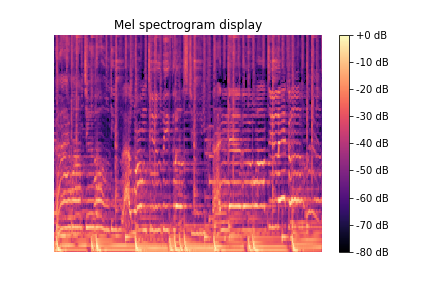 Mel spectrogram display
+0 dB
-10 dB
-20 dB
-30 dB
-40 dB
-50 dB
-60 dB
-70 dB
-80 dB